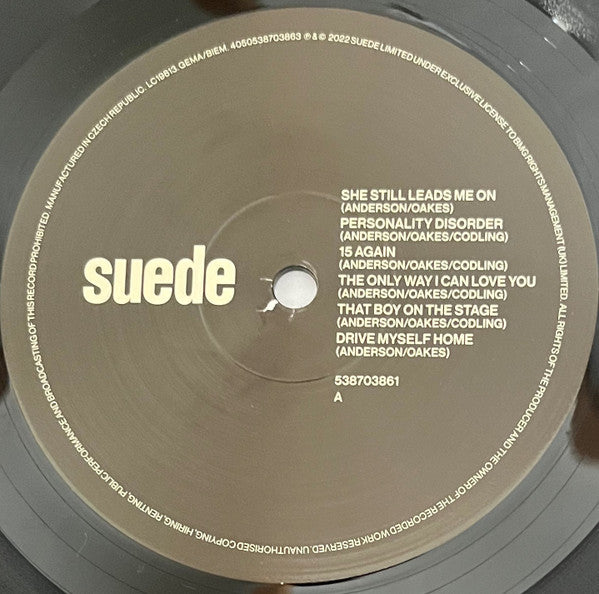 suede
SHE STILL LEADS ME ON
(ANDERSON/OAKES)
PERSONALITY DISORDER
(ANDERSON/OAKES/CODLING)
15 AGAIN
(ANDERSON/OAKES/CODLING)
THE ONLY WAY I CAN LOVE YOU
(ANDERSON/OAKES/CODLING)
THAT BOY ON THE STAGE
(ANDERSON/OAKES/CODLING)
DRIVE MYSELF HOME
(ANDERSON/OAKES)
538703861
A
℗ & © 2022 SUEDE LIMITED UNDER EXCLUSIVE LICENSE TO BMG RIGHTS MANAGEMENT (UK) LIMITED. ALL RIGHTS OF THE PRODUCER AND THE OWNER OF THE RECORDED WORK RESERVED. UNAUTHORISED COPYING, HIRING, RENTING, PUBLIC PERFORMANCE AND BROADCASTING OF THIS RECORD PROHIBITED. MANUFACTURED IN CZECH REPUBLIC. LC19813. GEMA/BIEM. 4050538703863